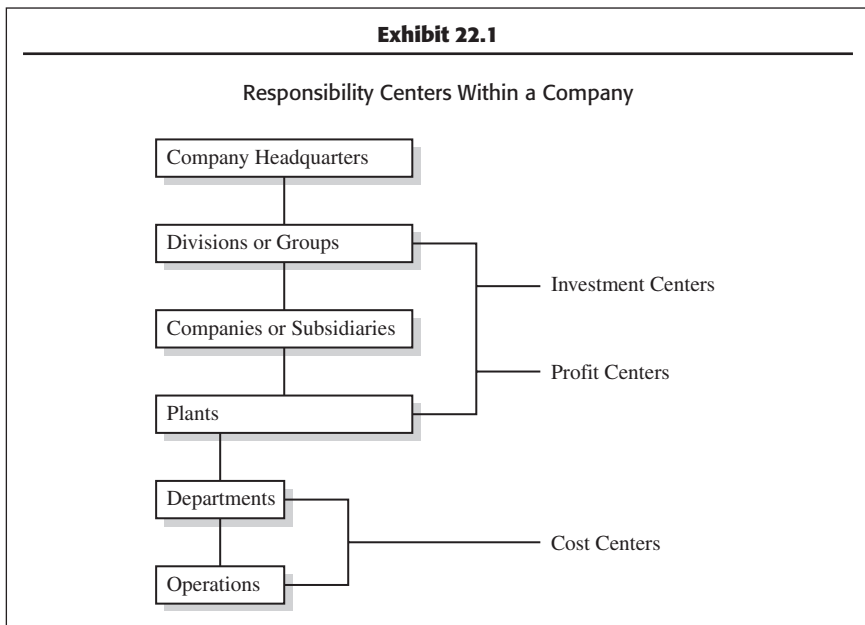 Exhibit 22.1
Responsibility Centers Within a Company
Company Headquarters
Divisions or Groups
Investment Centers
Companies or Subsidiaries
Profit Centers
Plants
Departments
Cost Centers
Operations